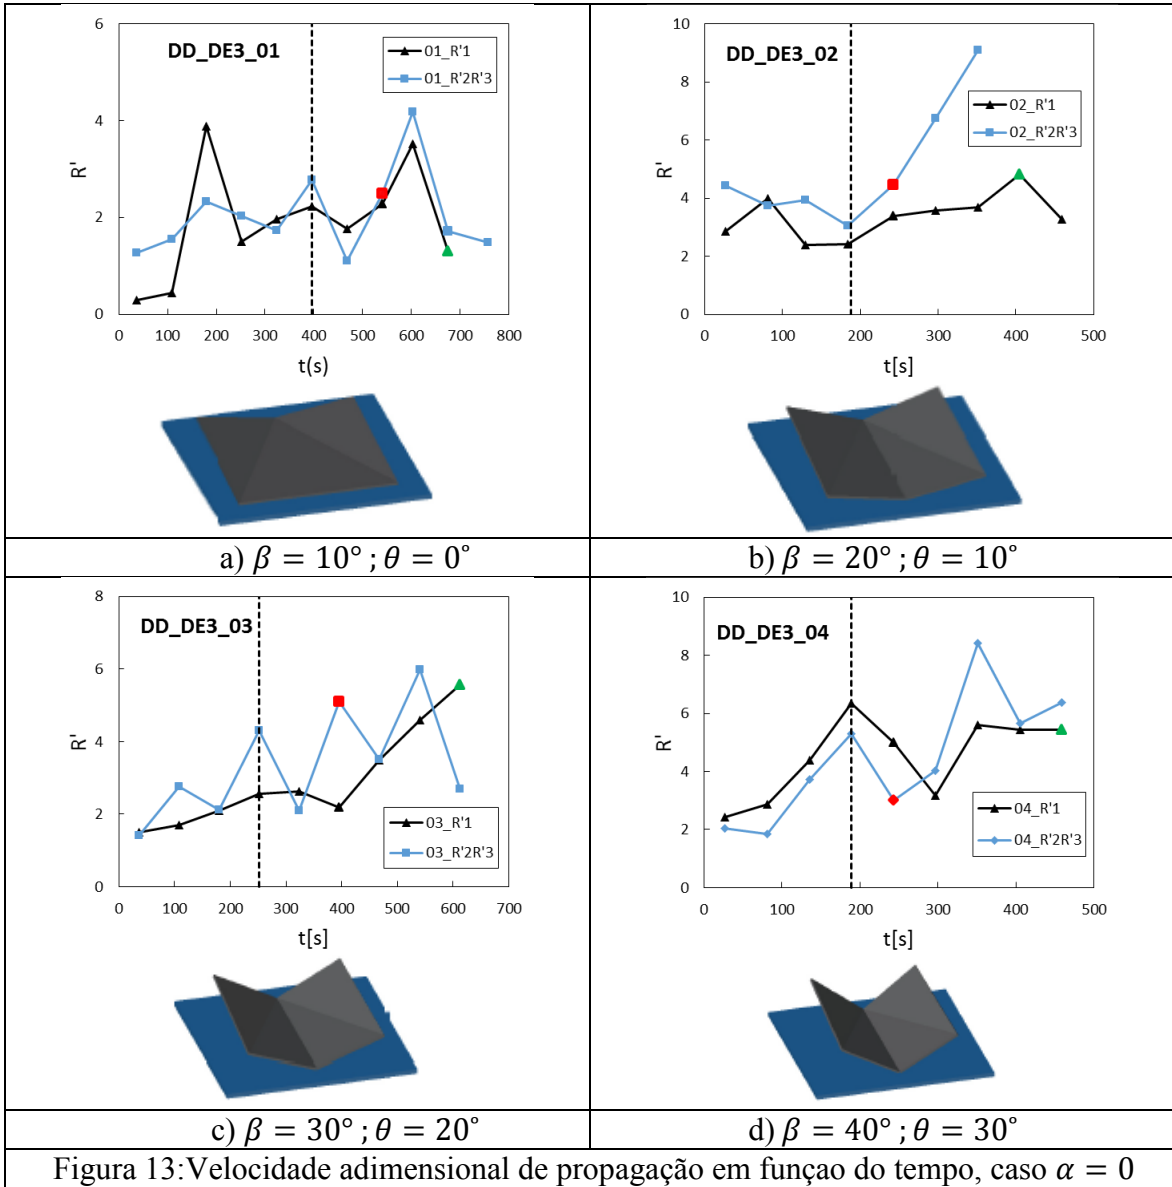 DD_DE3_01
01_R'1
01_R'2R'3
R'
6
4
2
0
0 100 200 300 400 500 600 700 800
t(s)
a) β = 10° ; θ = 0°
DD_DE3_02
02_R'1
02_R'2R'3
R'
10
8
6
4
2
0
0 100 200 300 400 500
t[s]
b) β = 20° ; θ = 10°
DD_DE3_03
03_R'1
03_R'2R'3
R'
8
6
4
2
0
0 100 200 300 400 500 600 700
t[s]
c) β = 30° ; θ = 20°
DD_DE3_04
04_R'1
04_R'2R'3
R'
10
8
6
4
2
0
0 100 200 300 400 500
t[s]
d) β = 40° ; θ = 30°
Figura 13:Velocidade adimensional de propagação em funçao do tempo, caso α = 0